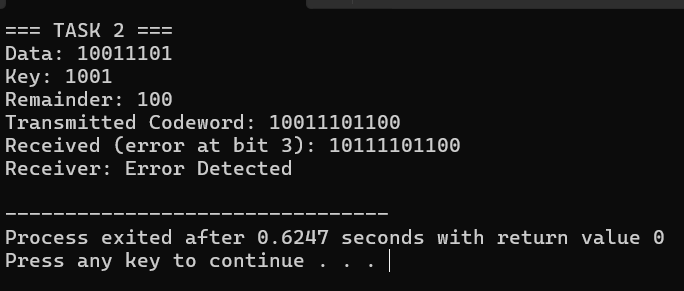 === TASK 2 ===
Data: 10011101
Key: 1001
Remainder: 100
Transmitted Codeword: 10011101100
Received (error at bit 3): 10111101100
Receiver: Error Detected
--------------------------------
Process exited after 0.6247 seconds with return value 0
Press any key to continue . . .